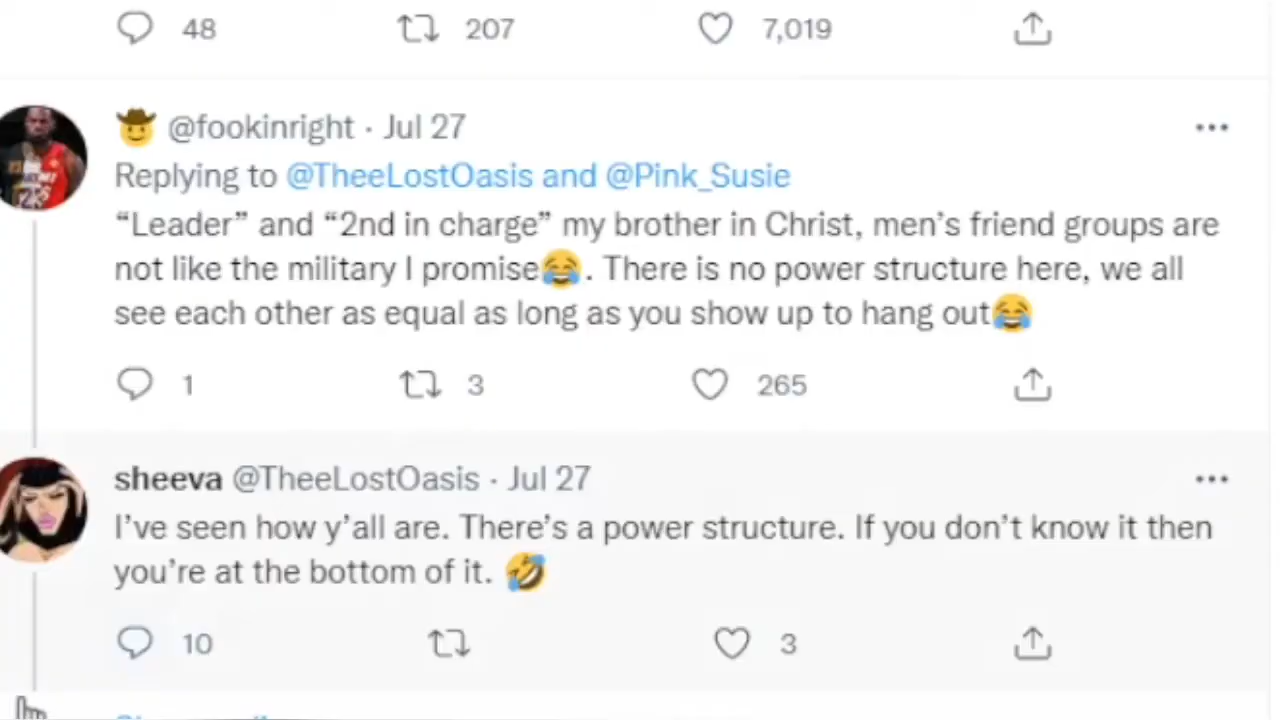 48 207 7,019
@fookinright · Jul 27
Replying to @TheeLostOasis and @Pink_Susie
“Leader” and “2nd in charge” my brother in Christ, men’s friend groups are
not like the military I promise😂. There is no power structure here, we all
see each other as equal as long as you show up to hang out😂
1 3 265
sheeva @TheeLostOasis · Jul 27
I’ve seen how y’all are. There’s a power structure. If you don’t know it then
you’re at the bottom of it. 🤣
10 3